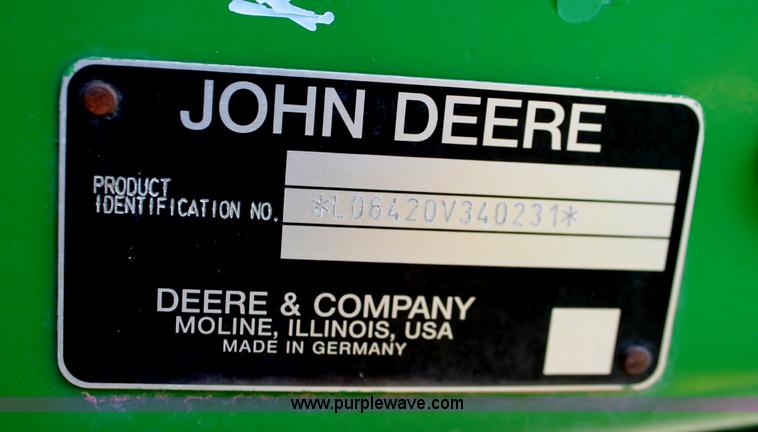 JOHN DEERE
PRODUCT
IDENTIFICATION NO.
*L06420V340231*
DEERE & COMPANY
MOLINE, ILLINOIS, USA
MADE IN GERMANY
www.purplewave.com